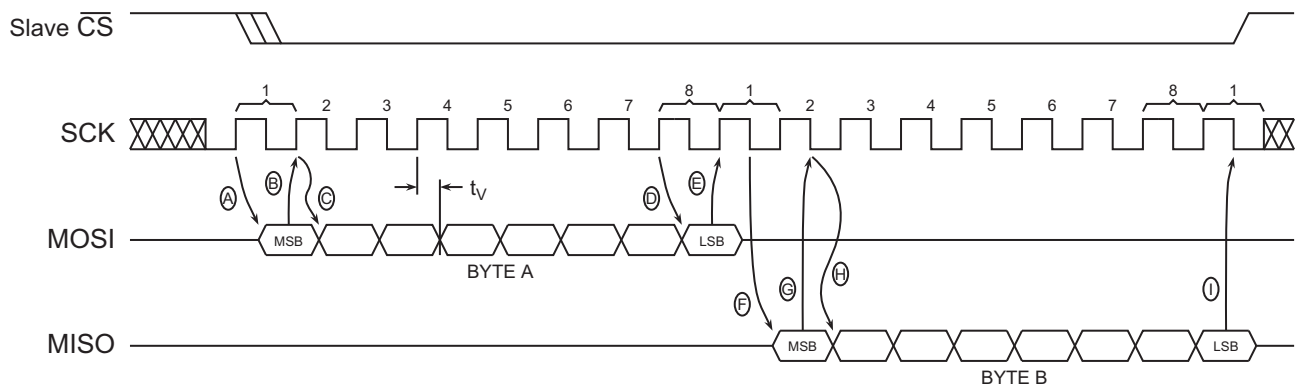 Slave CS
1 2 3 4 5 6 7 8 1 2 3 4 5 6 7 8 1
SCK
A B C tV D E
MOSI MSB LSB
BYTE A
F G H I
MISO MSB LSB
BYTE B